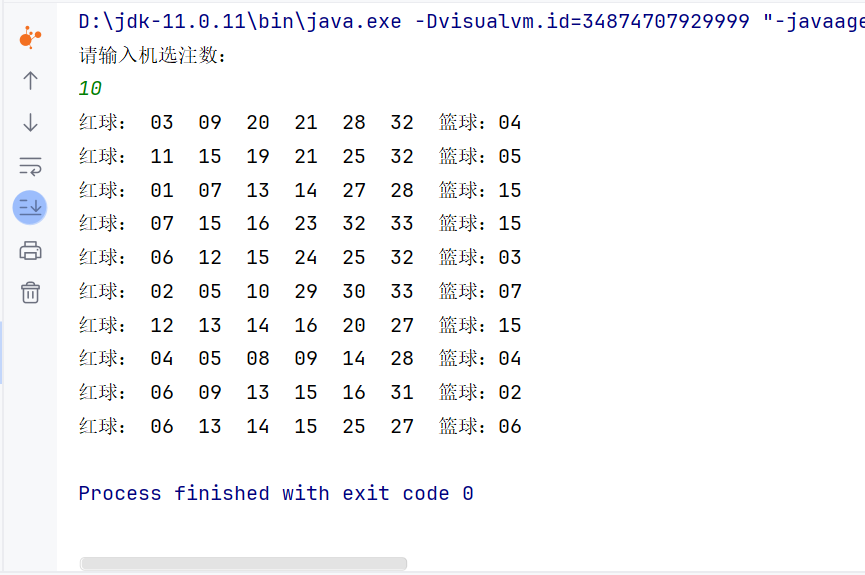 D:\jdk-11.0.11\bin\java.exe -Dvisualvm.id=34874707929999 "-javaage
请输入机选注数：
10
红球： 03 09 20 21 28 32 篮球：04
红球： 11 15 19 21 25 32 篮球：05
红球： 01 07 13 14 27 28 篮球：15
红球： 07 15 16 23 32 33 篮球：15
红球： 06 12 15 24 25 32 篮球：03
红球： 02 05 10 29 30 33 篮球：07
红球： 12 13 14 16 20 27 篮球：15
红球： 04 05 08 09 14 28 篮球：04
红球： 06 09 13 15 16 31 篮球：02
红球： 06 13 14 15 25 27 篮球：06
Process finished with exit code 0